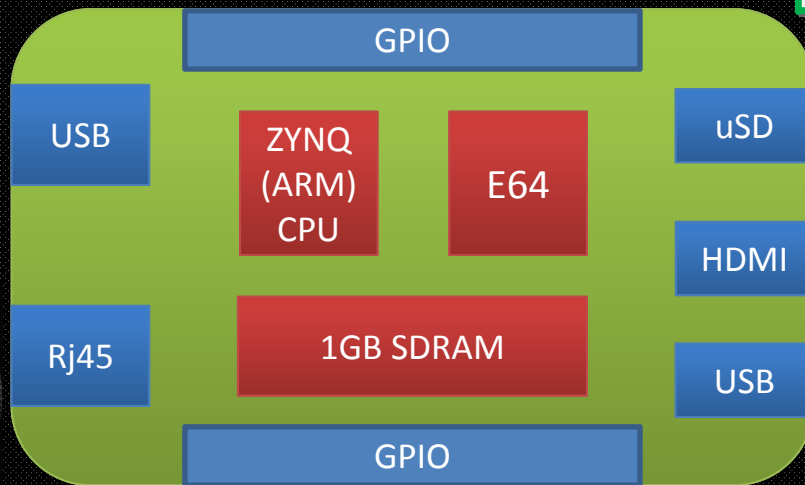 GPIO
USB
ZYNQ
(ARM)
CPU
E64
uSD
HDMI
Rj45
1GB SDRAM
USB
GPIO